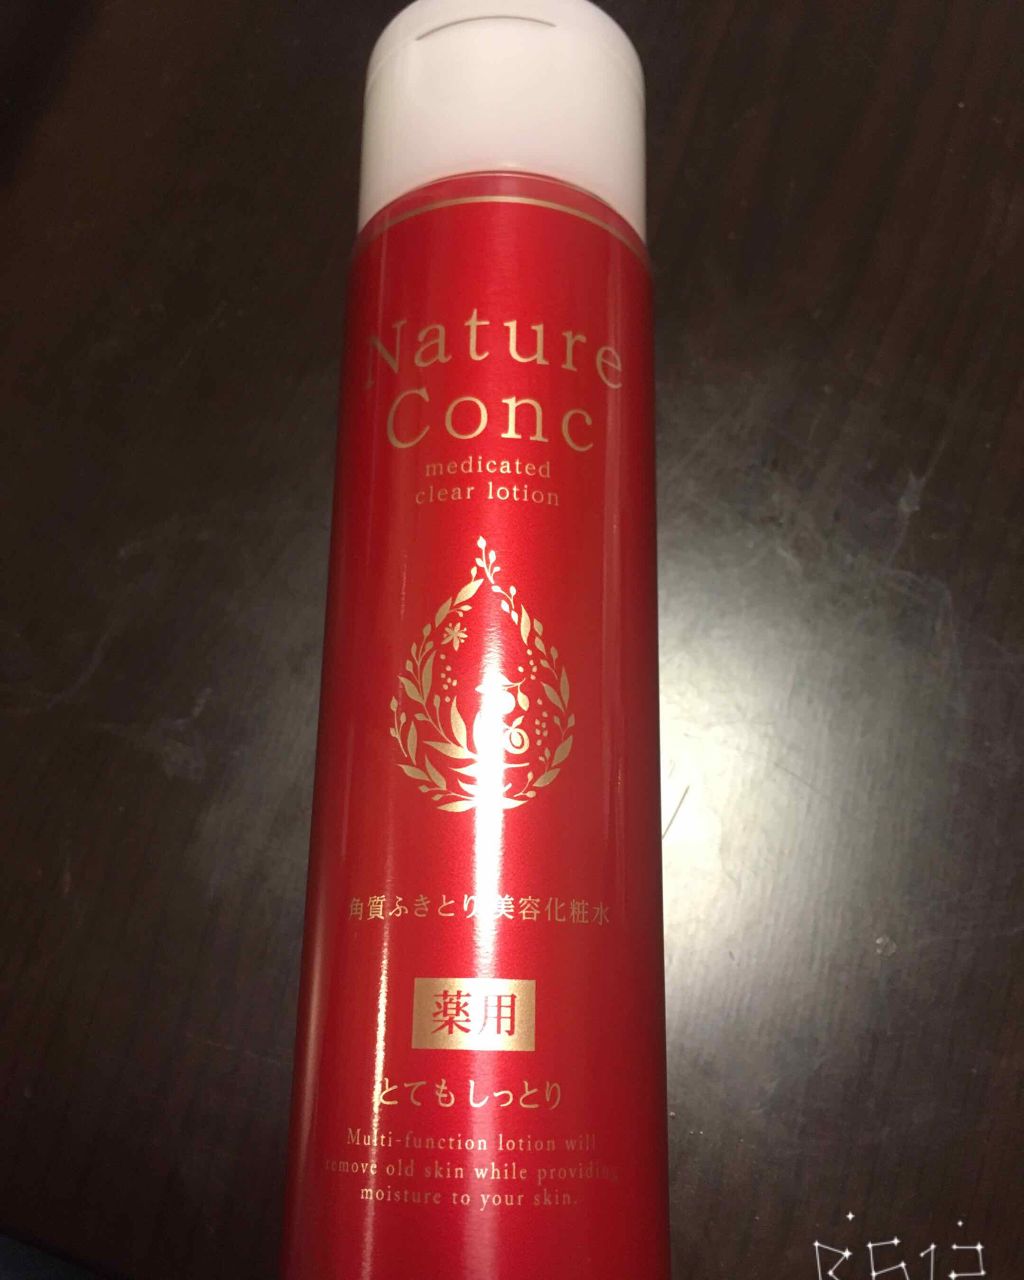 Nature
Conc
medicated
clear lotion
角質ふきとり 美容化粧水
薬用
とてもしっとり
Multi-function lotion will
remove old skin while providing
moisture to your skin.